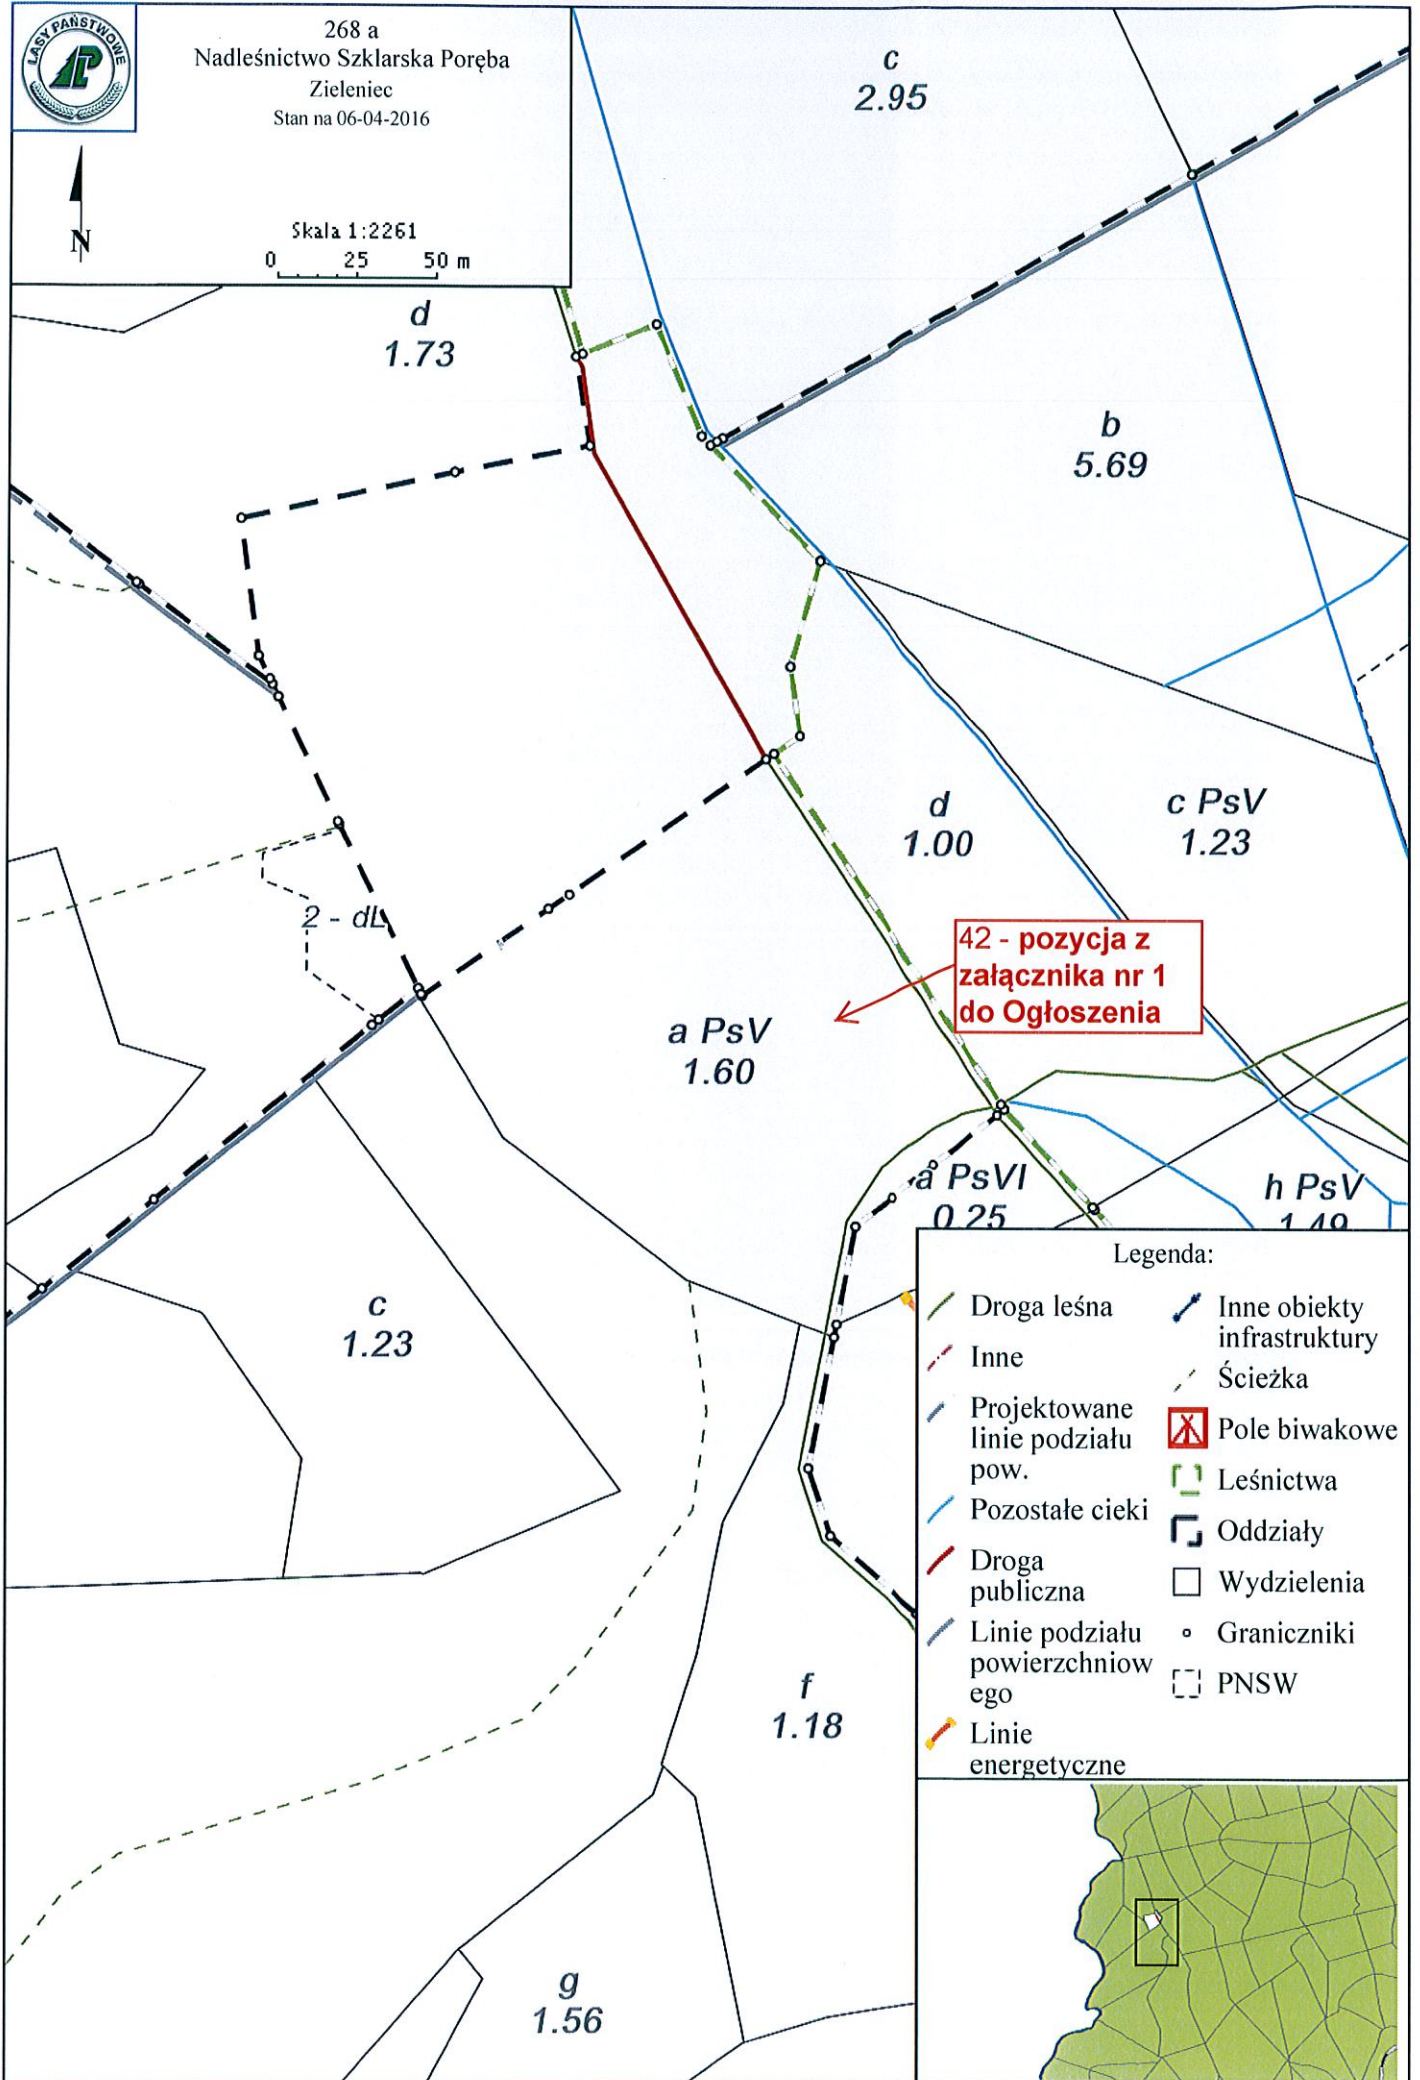 LASY PAŃSTWOWE
268 a
Nadleśnictwo Szklarska Poręba
Zieleniec
Stan na 06-04-2016
N
Skala 1:2261
0 25 50 m
c
2.95
d
1.73
b
5.69
d
1.00
c PsV
1.23
2 - dL
42 - pozycja z
załącznika nr 1
do Ogłoszenia
a PsV
1.60
a PsVI
0.25
h PsV
1.49
c
1.23
f
1.18
g
1.56
Legenda:
Droga leśna
Inne
Projektowane
linie podziału
pow.
Pozostałe cieki
Droga
publiczna
Linie podziału
powierzchniow
ego
Linie
energetyczne
Inne obiekty
infrastruktury
Ścieżka
Pole biwakowe
Leśnictwa
Oddziały
Wydzielenia
Graniczniki
PNSW